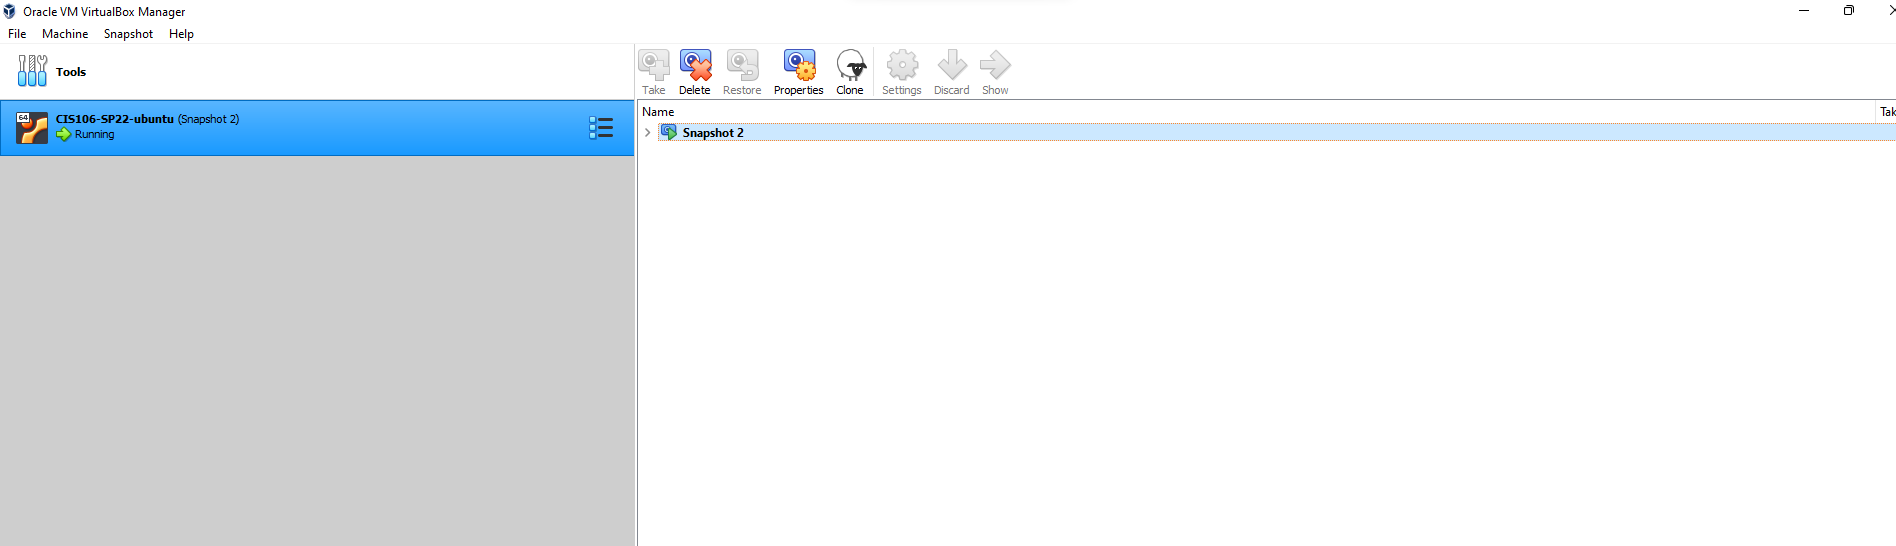 Oracle VM VirtualBox Manager
File Machine Snapshot Help
Tools
Take Delete Restore Properties Clone Settings Discard Show
64
CIS106-SP22-ubuntu (Snapshot 2)
Running
Name
Tak
Snapshot 2